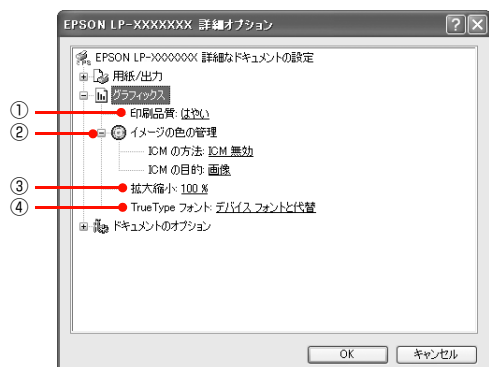 EPSON LP-XXXXXXX 詳細オプション
EPSON LP-XXXXXXX 詳細なドキュメントの設定
用紙/出力
グラフィックス
① 印刷品質: はやい
② イメージの色の管理
ICM の方法: ICM 無効
ICM の目的: 画像
③ 拡大縮小: 100 %
④ TrueType フォント: デバイス フォントと代替
ドキュメントのオプション
OK キャンセル